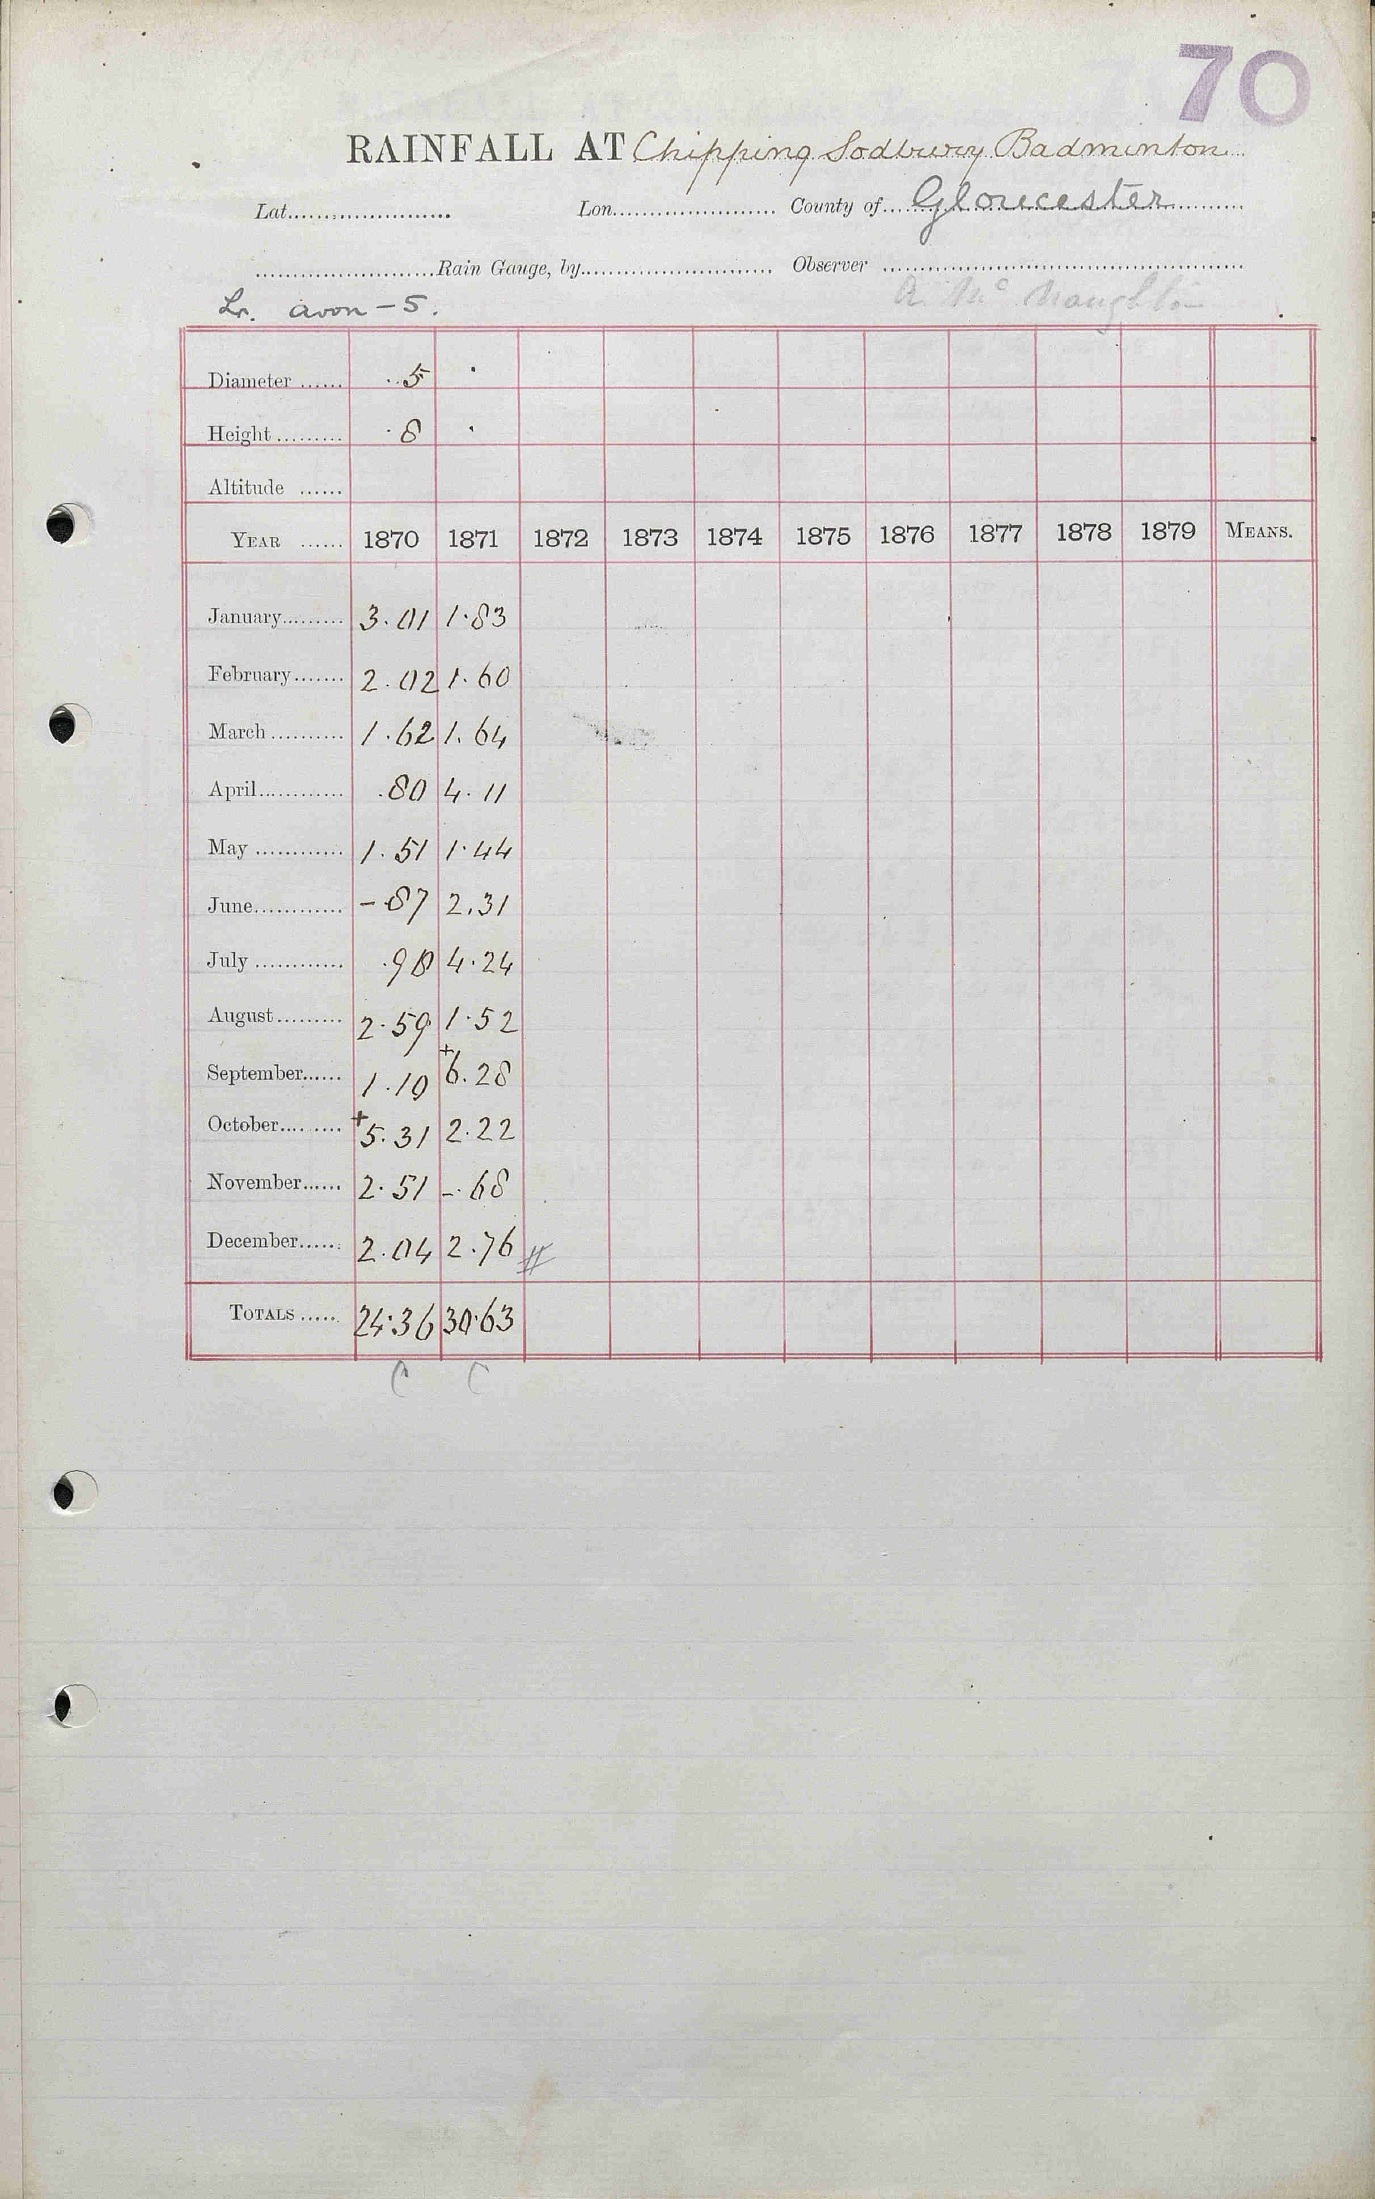 70
RAINFALL AT Chipping Sodbury Badminton
Lat. Lon. County of Gloucester
Rain Gauge, by Observer
Lr. avon - 5. A. Mc Naughton
Diameter ...... 5
Height ......... 8
Altitude ......
YEAR ...... 1870 1871 1872 1873 1874 1875 1876 1877 1878 1879 MEANS.
January......... 3.01 1.83
February....... 2.02 1.60
March .......... 1.62 1.64
April............ .80 4.11
May ............ 1.51 1.44
June............ - .87 2.31
July ............ .98 4.24
August......... 2.59 1.52
September...... 1.10 + 6.28
October......... + 5.31 2.22
November...... 2.51 - .68
December...... 2.04 2.76 #
TOTALS ...... 24.36 30.63
C C